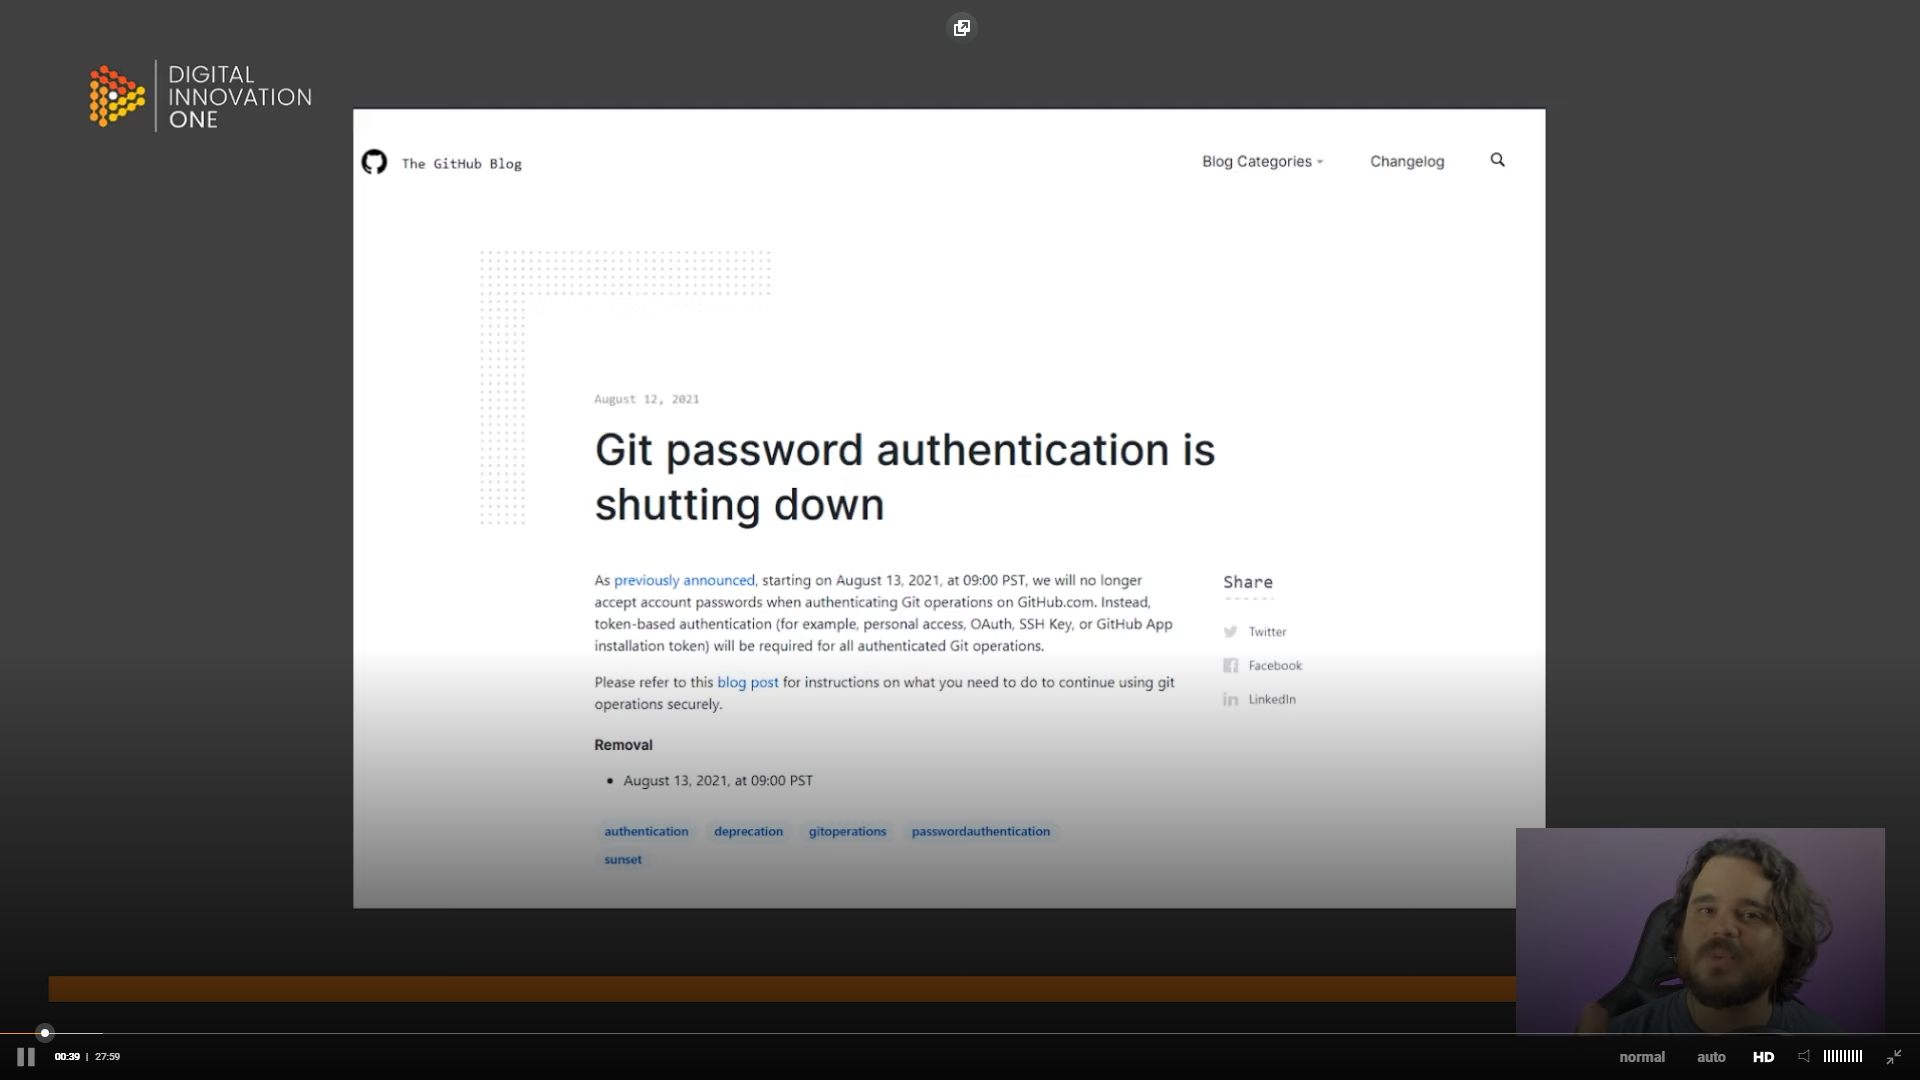 DIGITAL
INNOVATION
ONE
The GitHub Blog
Blog Categories
Changelog
August 12, 2021
Git password authentication is
shutting down
As previously announced, starting on August 13, 2021, at 09:00 PST, we will no longer
accept account passwords when authenticating Git operations on GitHub.com. Instead,
token-based authentication (for example, personal access, OAuth, SSH Key, or GitHub App
installation token) will be required for all authenticated Git operations.
Please refer to this blog post for instructions on what you need to do to continue using git
operations securely.
Removal
• August 13, 2021, at 09:00 PST
authentication deprecation gitoperations passwordauthentication
sunset
Share
Twitter
Facebook
LinkedIn
00:39 | 27:59
normal auto HD